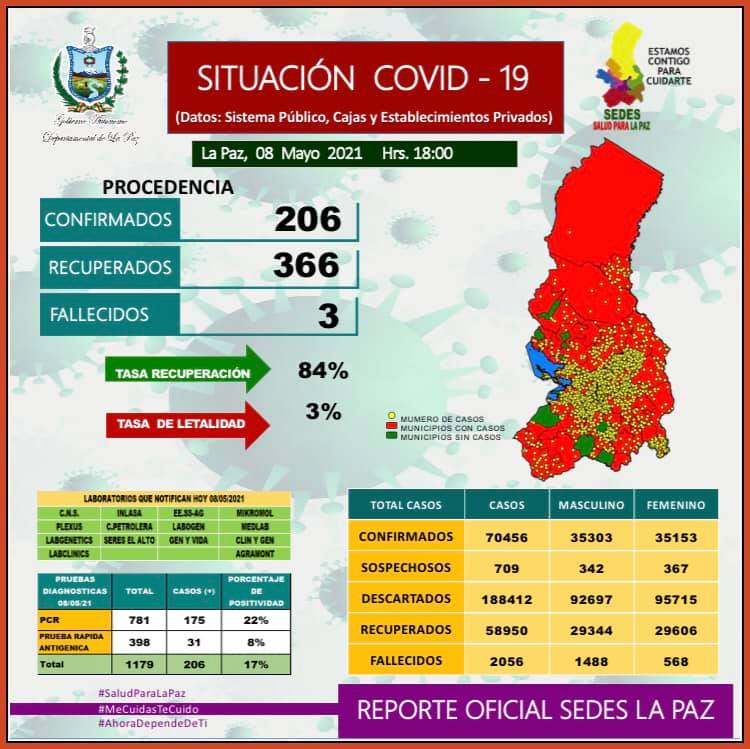 SITUACIÓN COVID - 19
(Datos: Sistema Público, Cajas y Establecimientos Privados)
Gobierno Autónomo
Departamental de La Paz
ESTAMOS
CONTIGO
PARA
CUIDARTE
SEDES
SALUD PARA LA PAZ
La Paz, 08 Mayo 2021 Hrs. 18:00
PROCEDENCIA
CONFIRMADOS 206
RECUPERADOS 366
FALLECIDOS 3
TASA RECUPERACIÓN 84%
TASA DE LETALIDAD 3%
MUMERO DE CASOS
MUNICIPIOS CON CASOS
MUNICIPIOS SIN CASOS
LABORATORIOS QUE NOTIFICAN HOY 08/05/2021
C.N.S. INLASA EE.SS-AG MIKROMOL
PLEXUS C.PETROLERA LABOGEN MEDLAB
LABGENETICS SERES EL ALTO GEN Y VIDA CLIN Y GEN
LABCLINICS AGRAMONT
PRUEBAS
DIAGNOSTICAS
08/05/21 TOTAL CASOS (+) PORCENTAJE
DE
POSITIVIDAD
PCR 781 175 22%
PRUEBA RAPIDA
ANTIGENICA 398 31 8%
Total 1179 206 17%
TOTAL CASOS CASOS MASCULINO FEMENINO
CONFIRMADOS 70456 35303 35153
SOSPECHOSOS 709 342 367
DESCARTADOS 188412 92697 95715
RECUPERADOS 58950 29344 29606
FALLECIDOS 2056 1488 568
#SaludParaLaPaz
#MeCuidasTeCuido
#AhoraDependeDeTi
REPORTE OFICIAL SEDES LA PAZ